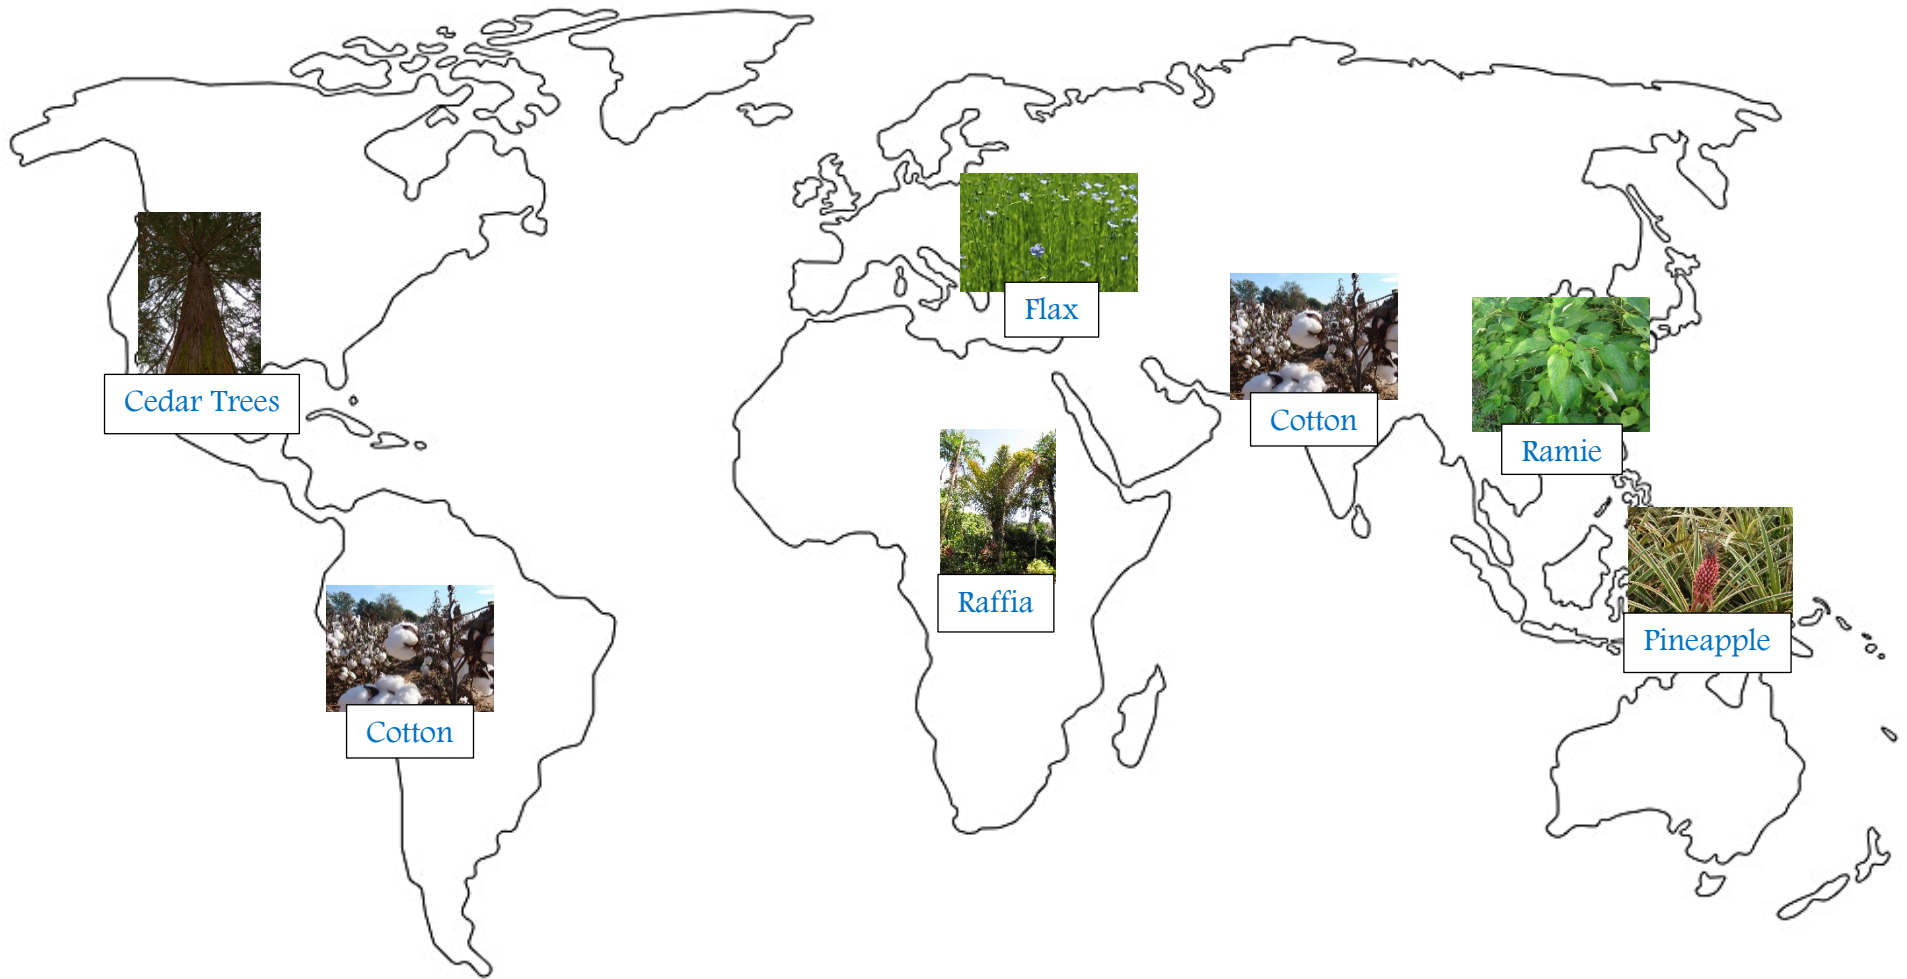 Flax
Cedar Trees
Cotton
Ramie
Raffia
Pineapple
Cotton